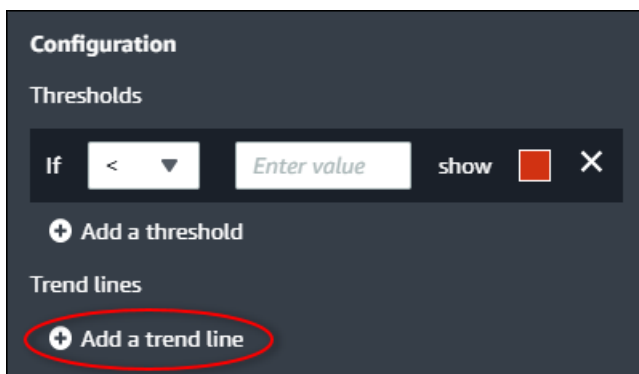 Configuration
Thresholds
If < Enter value show
Add a threshold
Trend lines
Add a trend line